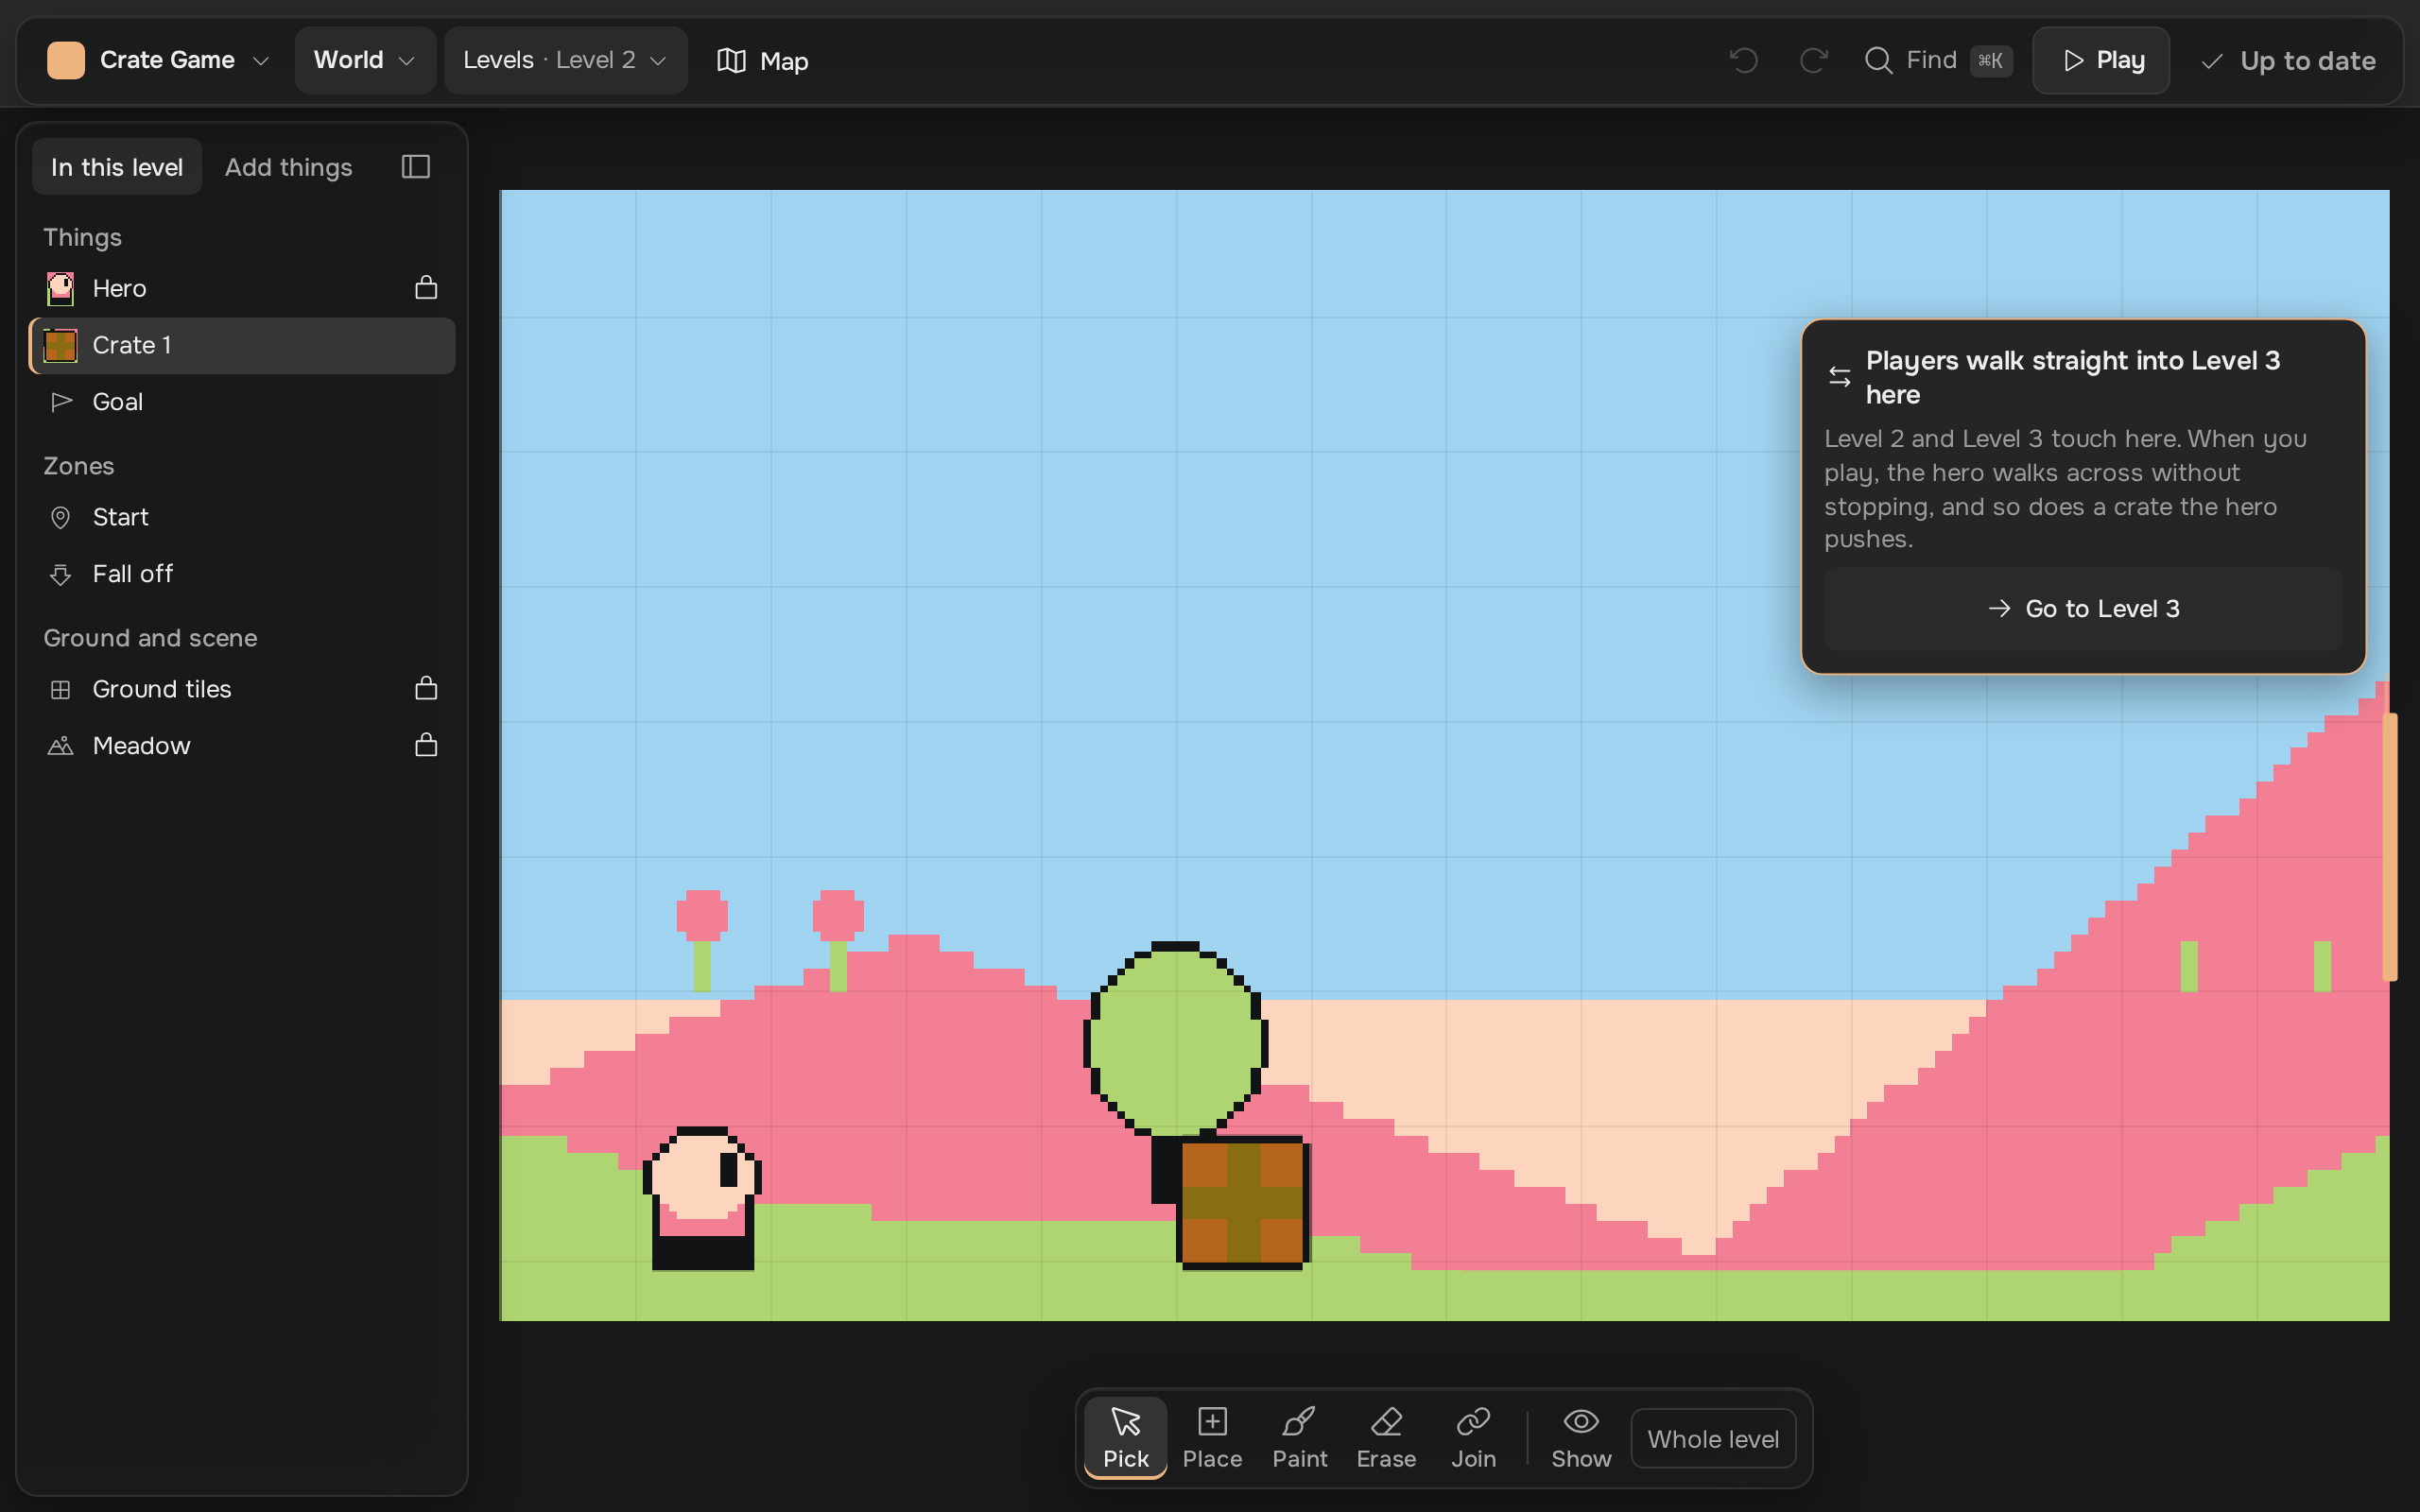 Crate Game
World
Levels · Level 2
Map
Find ⌘K
Play
Up to date
In this level
Add things
Things
Hero
Crate 1
Goal
Zones
Start
Fall off
Ground and scene
Ground tiles
Meadow
Players walk straight into Level 3
here
Level 2 and Level 3 touch here. When you
play, the hero walks across without
stopping, and so does a crate the hero
pushes.
Go to Level 3
Pick
Place
Paint
Erase
Join
Show
Whole level